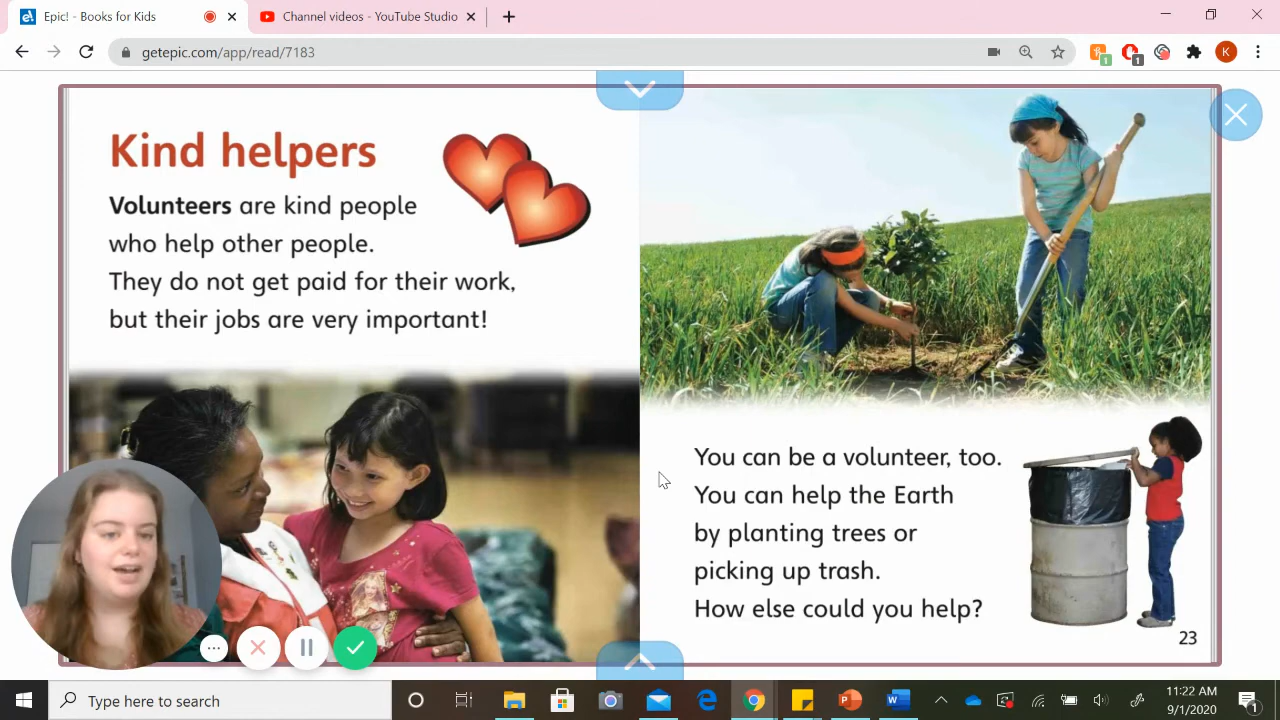 Epic! - Books for Kids
Channel videos - YouTube Studio
getepic.com/app/read/7183
1
1
K
Kind helpers
Volunteers are kind people
who help other people.
They do not get paid for their work,
but their jobs are very important!
You can be a volunteer, too.
You can help the Earth
by planting trees or
picking up trash.
How else could you help?
23
Type here to search
11:22 AM
9/1/2020
1